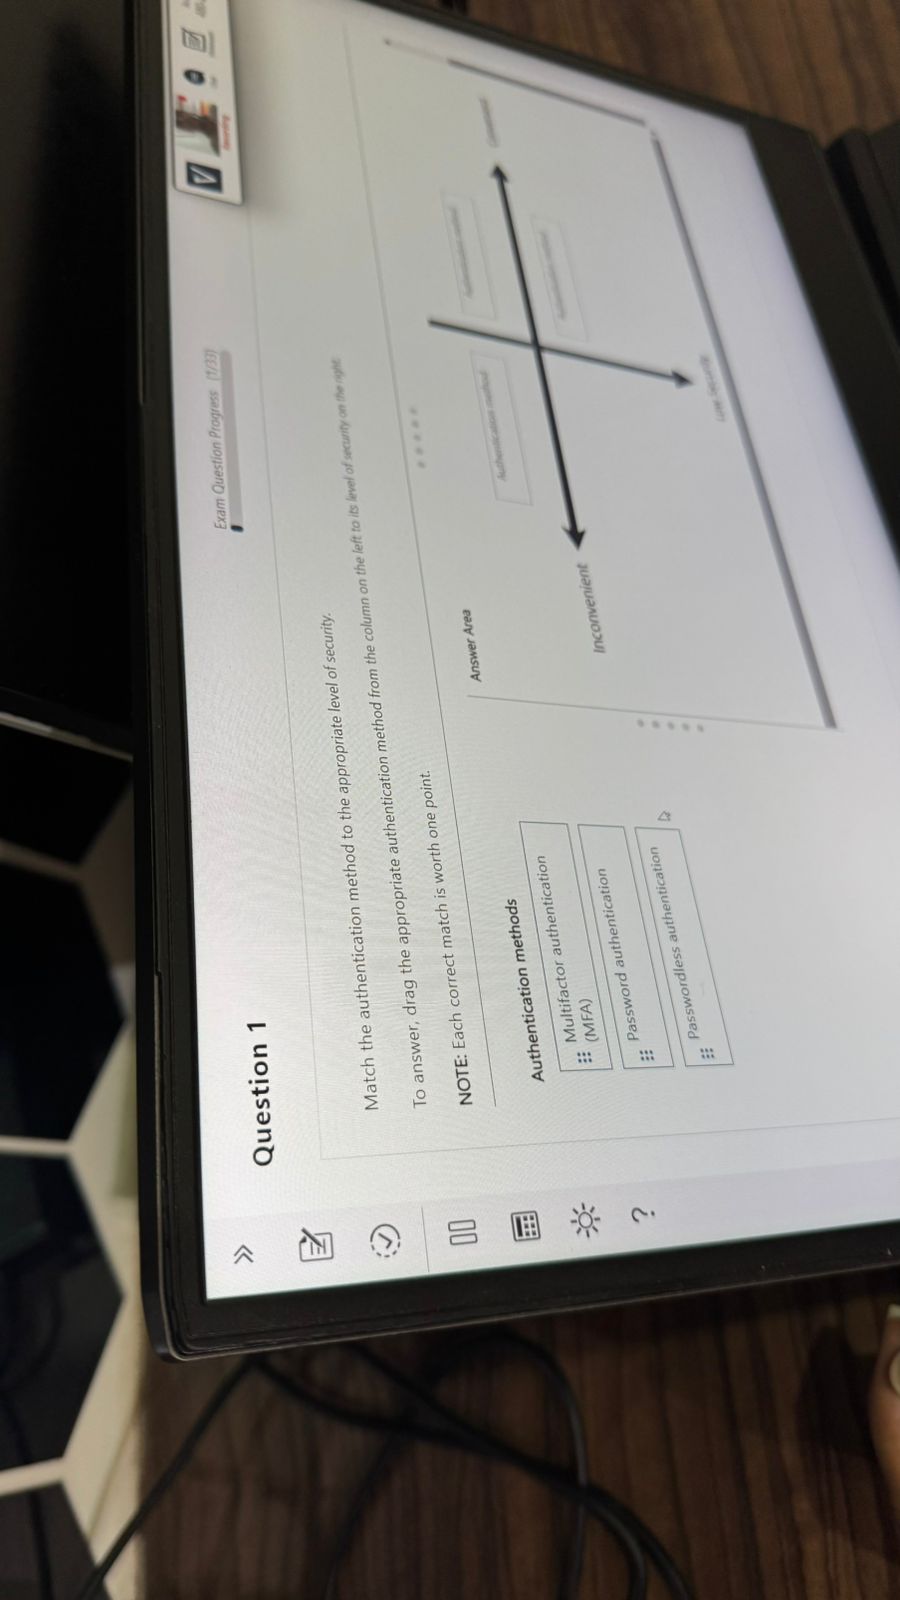 Exam Question Progress (1/33)
Recording
Question 1
Match the authentication method to the appropriate level of security.
To answer, drag the appropriate authentication method from the column on the left to its level of security on the right.
NOTE: Each correct match is worth one point.
Authentication methods
Multifactor authentication
(MFA)
Password authentication
Passwordless authentication
Answer Area
Authentication method
Authentication method
Authentication method
Inconvenient
Low Security
?